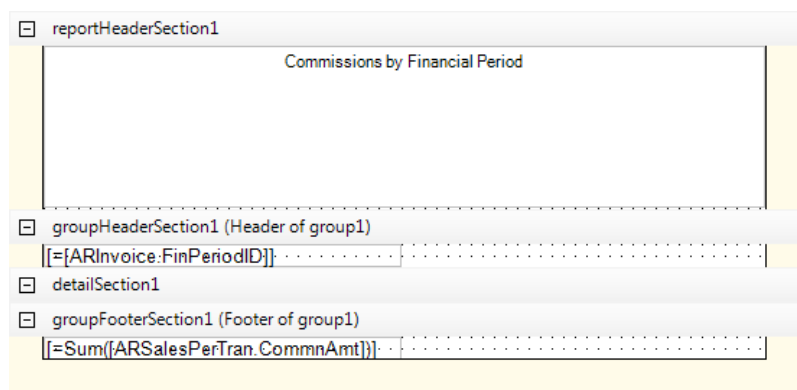 reportHeaderSection1
Commissions by Financial Period
groupHeaderSection1 (Header of group1)
[=[ARInvoice.FinPeriodID]]
detailSection1
groupFooterSection1 (Footer of group1)
[=Sum([ARSalesPerTran.CommnAmt])]